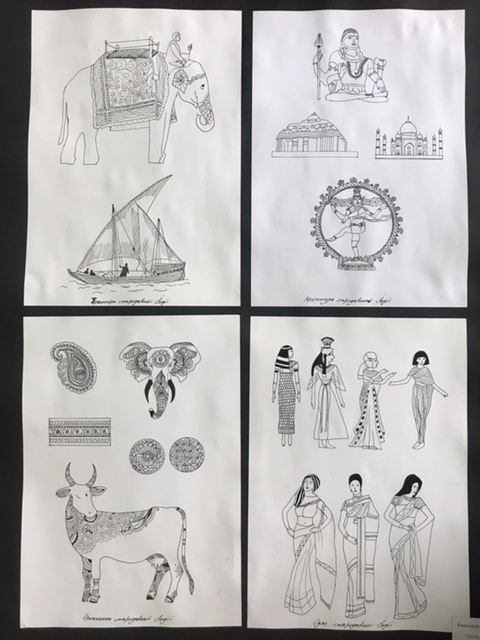 Транспорт стародавньої Індії
Архітектура стародавньої Індії
Орнаменти стародавньої Індії
Одяг стародавньої Індії